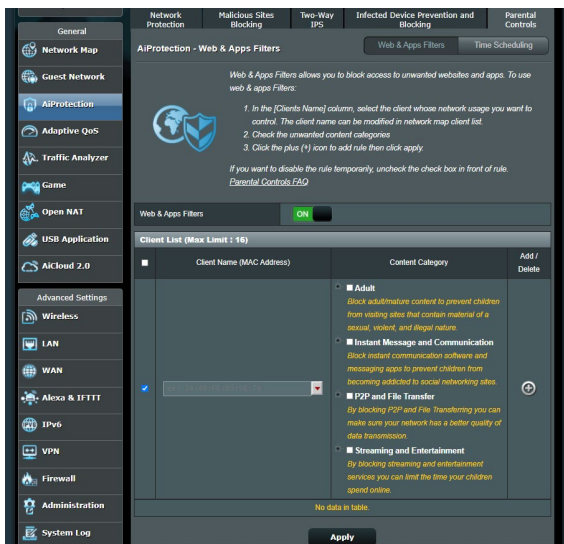 General
Network Map
Guest Network
AiProtection
Adaptive QoS
Traffic Analyzer
Game
Open NAT
USB Application
AiCloud 2.0
Advanced Settings
Wireless
LAN
WAN
Alexa & IFTTT
IPv6
VPN
Firewall
Administration
System Log
Network Protection
Malicious Sites Blocking
Two-Way IPS
Infected Device Prevention and Blocking
Parental Controls
AiProtection - Web & Apps Filters
Web & Apps Filters
Time Scheduling
Web & Apps Filters allows you to block access to unwanted websites and apps. To use
web & apps Filters:
1. In the [Clients Name] column, select the client whose network usage you want to
control. The client name can be modified in network map client list.
2. Check the unwanted content categories
3. Click the plus (+) icon to add rule then click apply.
If you want to disable the rule temporarily, uncheck the check box in front of rule.
Parental Controls FAQ
Web & Apps Filters
ON
Client List (Max Limit : 16)
Client Name (MAC Address)
Content Category
Add / Delete
Adult
Block adult/mature content to prevent children
from visiting sites that contain material of a
sexual, violent, and illegal nature.
Instant Message and Communication
Block instant communication software and
messaging apps to prevent children from
becoming addicted to social networking sites.
P2P and File Transfer
By blocking P2P and File Transferring you can
make sure your network has a better quality of
data transmission.
Streaming and Entertainment
By blocking streaming and entertainment
services you can limit the time your children
spend online.
No data in table.
Apply